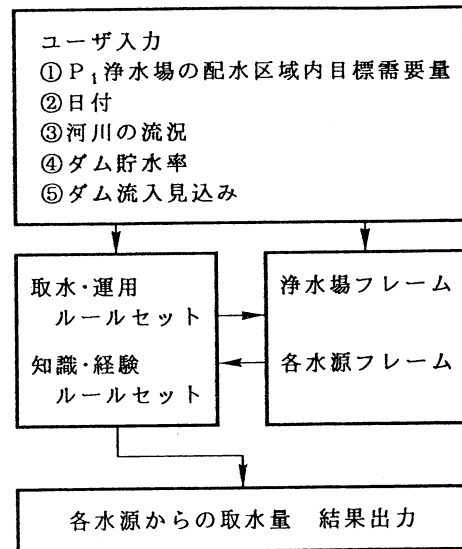 ユーザ入力
①P₁浄水場の配水区域内目標需要量
②日付
③河川の流況
④ダム貯水率
⑤ダム流入見込み
取水・運用
ルールセット
知識・経験
ルールセット
浄水場フレーム
各水源フレーム
各水源からの取水量 結果出力